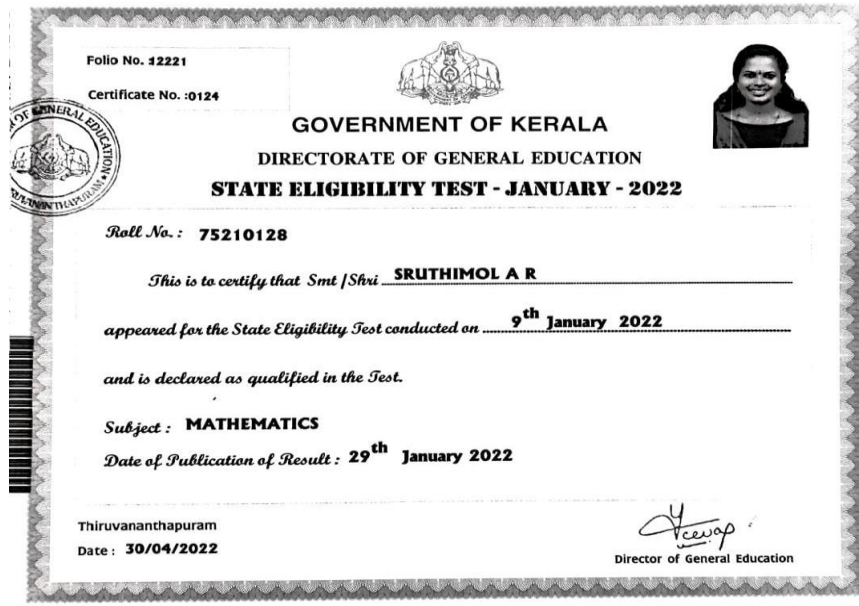 Folio No. 12221
Certificate No. :0124
OF GENERAL EDUCATION
GOVERNMENT OF KERALA
DIRECTORATE OF GENERAL EDUCATION
STATE ELIGIBILITY TEST - JANUARY - 2022
Roll No. : 75210128
This is to certify that Smt /Shri SRUTHIMOL A R
appeared for the State Eligibility Test conducted on 9th January 2022
and is declared as qualified in the Test.
Subject : MATHEMATICS
Date of Publication of Result : 29th January 2022
Thiruvananthapuram
Date : 30/04/2022
Director of General Education